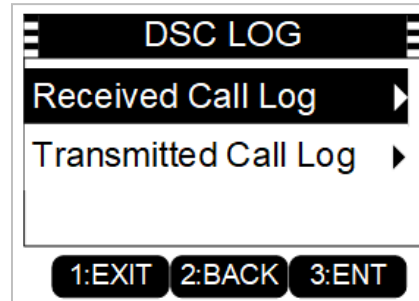 DSC LOG
Received Call Log
Transmitted Call Log
1:EXIT 2:BACK 3:ENT